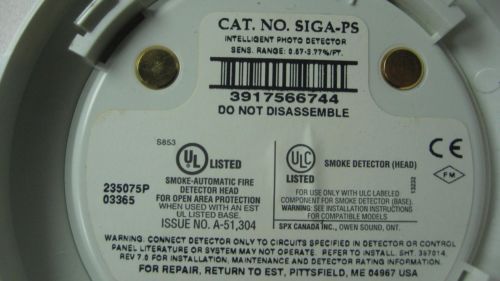 CAT. NO. SIGA-PS
INTELLIGENT PHOTO DETECTOR
SENS. RANGE: 0.67-3.77%/FT.
3917566744
DO NOT DISASSEMBLE
S853
UL
LISTED
SMOKE-AUTOMATIC FIRE
DETECTOR HEAD
FOR OPEN AREA PROTECTION
WHEN USED WITH AN EST
UL LISTED BASE.
ISSUE NO. A-51,304
235075P
03365
ULC
LISTED
SMOKE DETECTOR (HEAD)
FOR USE ONLY WITH ULC LABELED
COMPONENT FOR SMOKE DETECTOR (BASE).
WARNING: SEE INSTALLATION INSTRUCTIONS
FOR COMPATIBLE MODELS
SPX CANADA INC., OWEN SOUND, ONT.
13232
CE
FM
WARNING: CONNECT DETECTOR ONLY TO CIRCUITS SPECIFIED IN DETECTOR OR CONTROL
PANEL LITERATURE OR SYSTEM MAY NOT OPERATE. REFER TO INSTALL. SHT. 387014,
REV 7.0 FOR INSTALLATION, MAINTENANCE AND DETECTOR RATING INFORMATION.
FOR REPAIR, RETURN TO EST, PITTSFIELD, ME 04967 USA